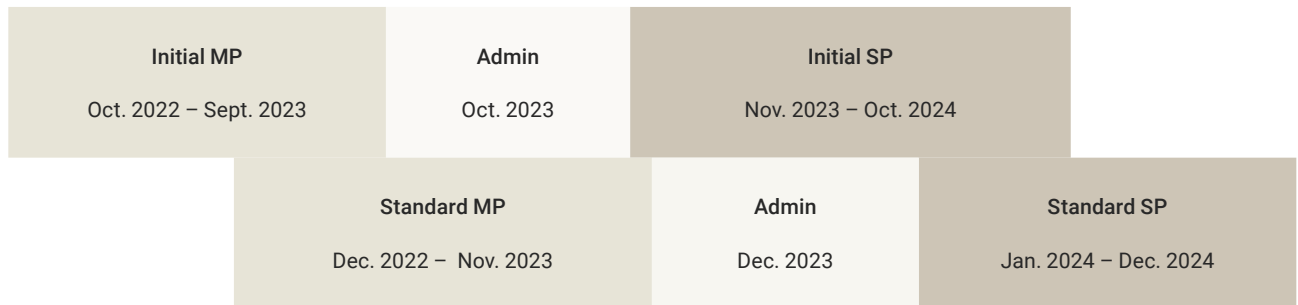 Initial MP
Oct. 2022 – Sept. 2023
Admin
Oct. 2023
Initial SP
Nov. 2023 – Oct. 2024
Standard MP
Dec. 2022 –  Nov. 2023
Admin
Dec. 2023
Standard SP
Jan. 2024 – Dec. 2024